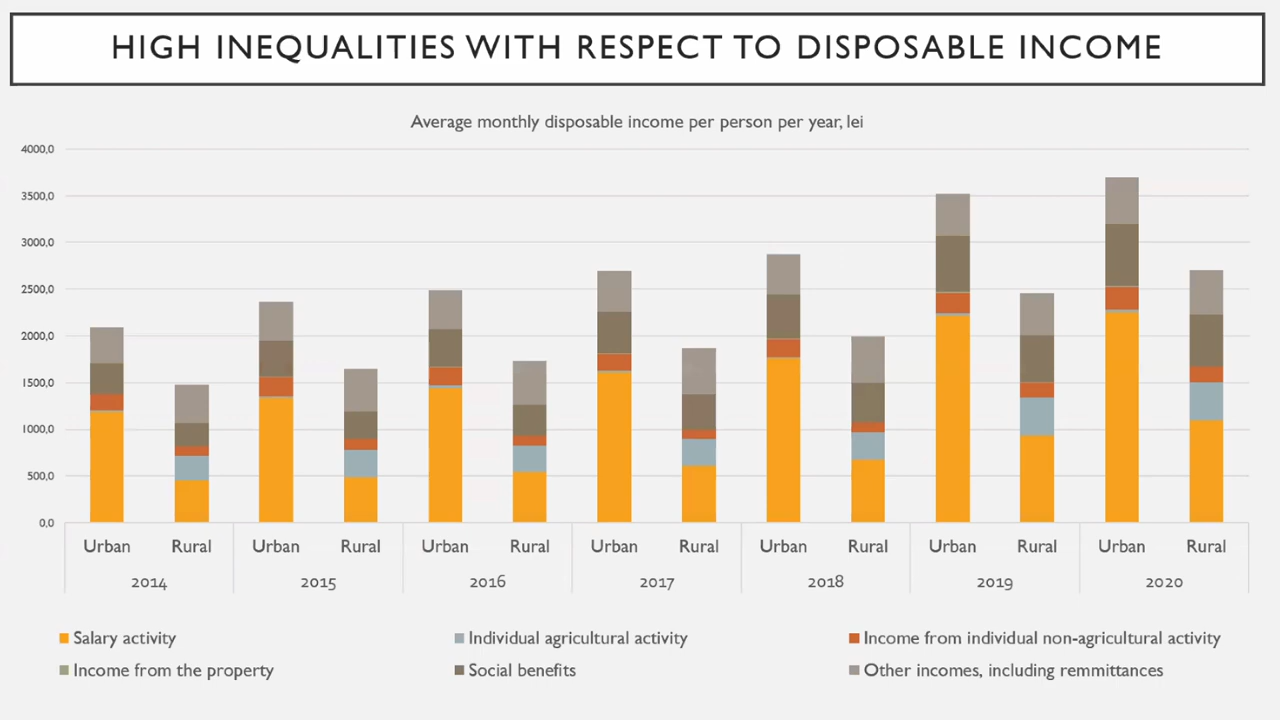 HIGH INEQUALITIES WITH RESPECT TO DISPOSABLE INCOME
Average monthly disposable income per person per year, lei
4000,0
3500,0
3000,0
2500,0
2000,0
1500,0
1000,0
500,0
0,0
Urban Rural Urban Rural Urban Rural Urban Rural Urban Rural Urban Rural Urban Rural
2014 2015 2016 2017 2018 2019 2020
Salary activity Individual agricultural activity Income from individual non-agricultural activity
Income from the property Social benefits Other incomes, including remmittances